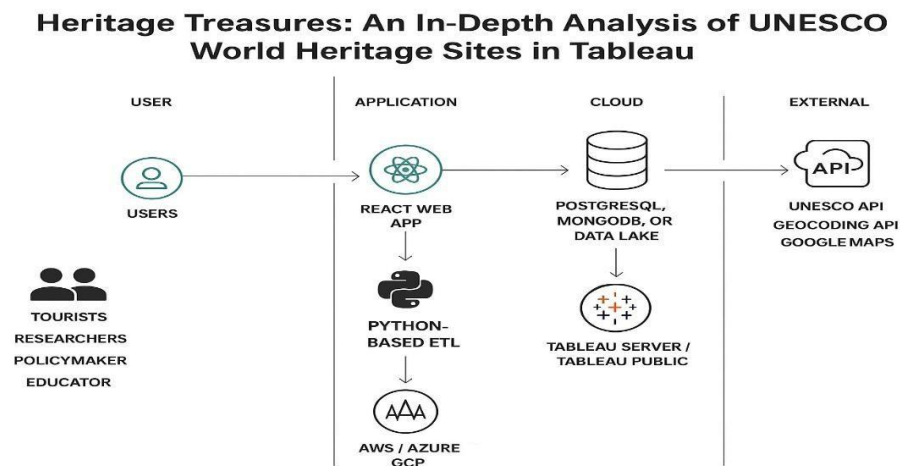 Heritage Treasures: An In-Depth Analysis of UNESCO
World Heritage Sites in Tableau
USER
APPLICATION
CLOUD
EXTERNAL
USERS
REACT WEB
APP
POSTGRESQL,
MONGODB, OR
DATA LAKE
API
UNESCO API
GEOCODING API
GOOGLE MAPS
TOURISTS
RESEARCHERS
POLICYMAKER
EDUCATOR
PYTHON-
BASED ETL
TABLEAU SERVER /
TABLEAU PUBLIC
AWS / AZURE
GCP